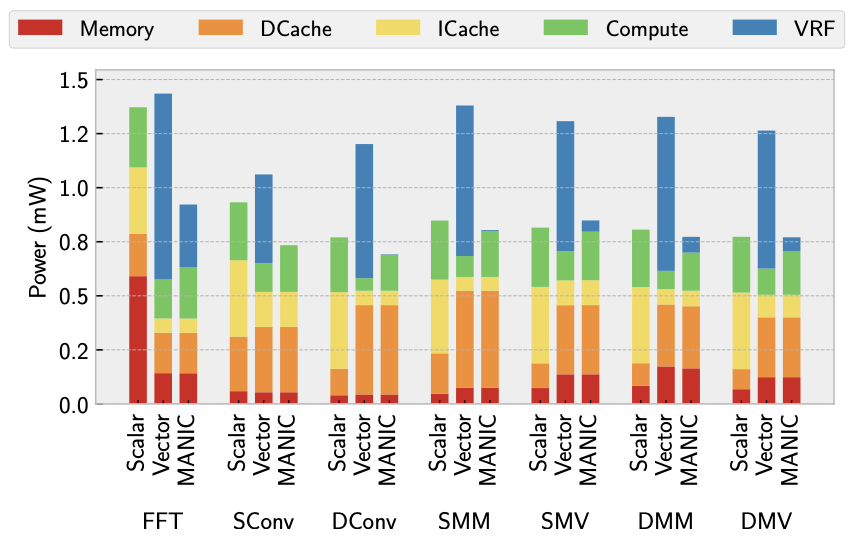 Memory DCache ICache Compute VRF
Power (mW)
1.5
1.2
1.0
0.8
0.5
0.2
0.0
Scalar Vector MANIC Scalar Vector MANIC Scalar Vector MANIC Scalar Vector MANIC Scalar Vector MANIC Scalar Vector MANIC Scalar Vector MANIC
FFT SConv DConv SMM SMV DMM DMV